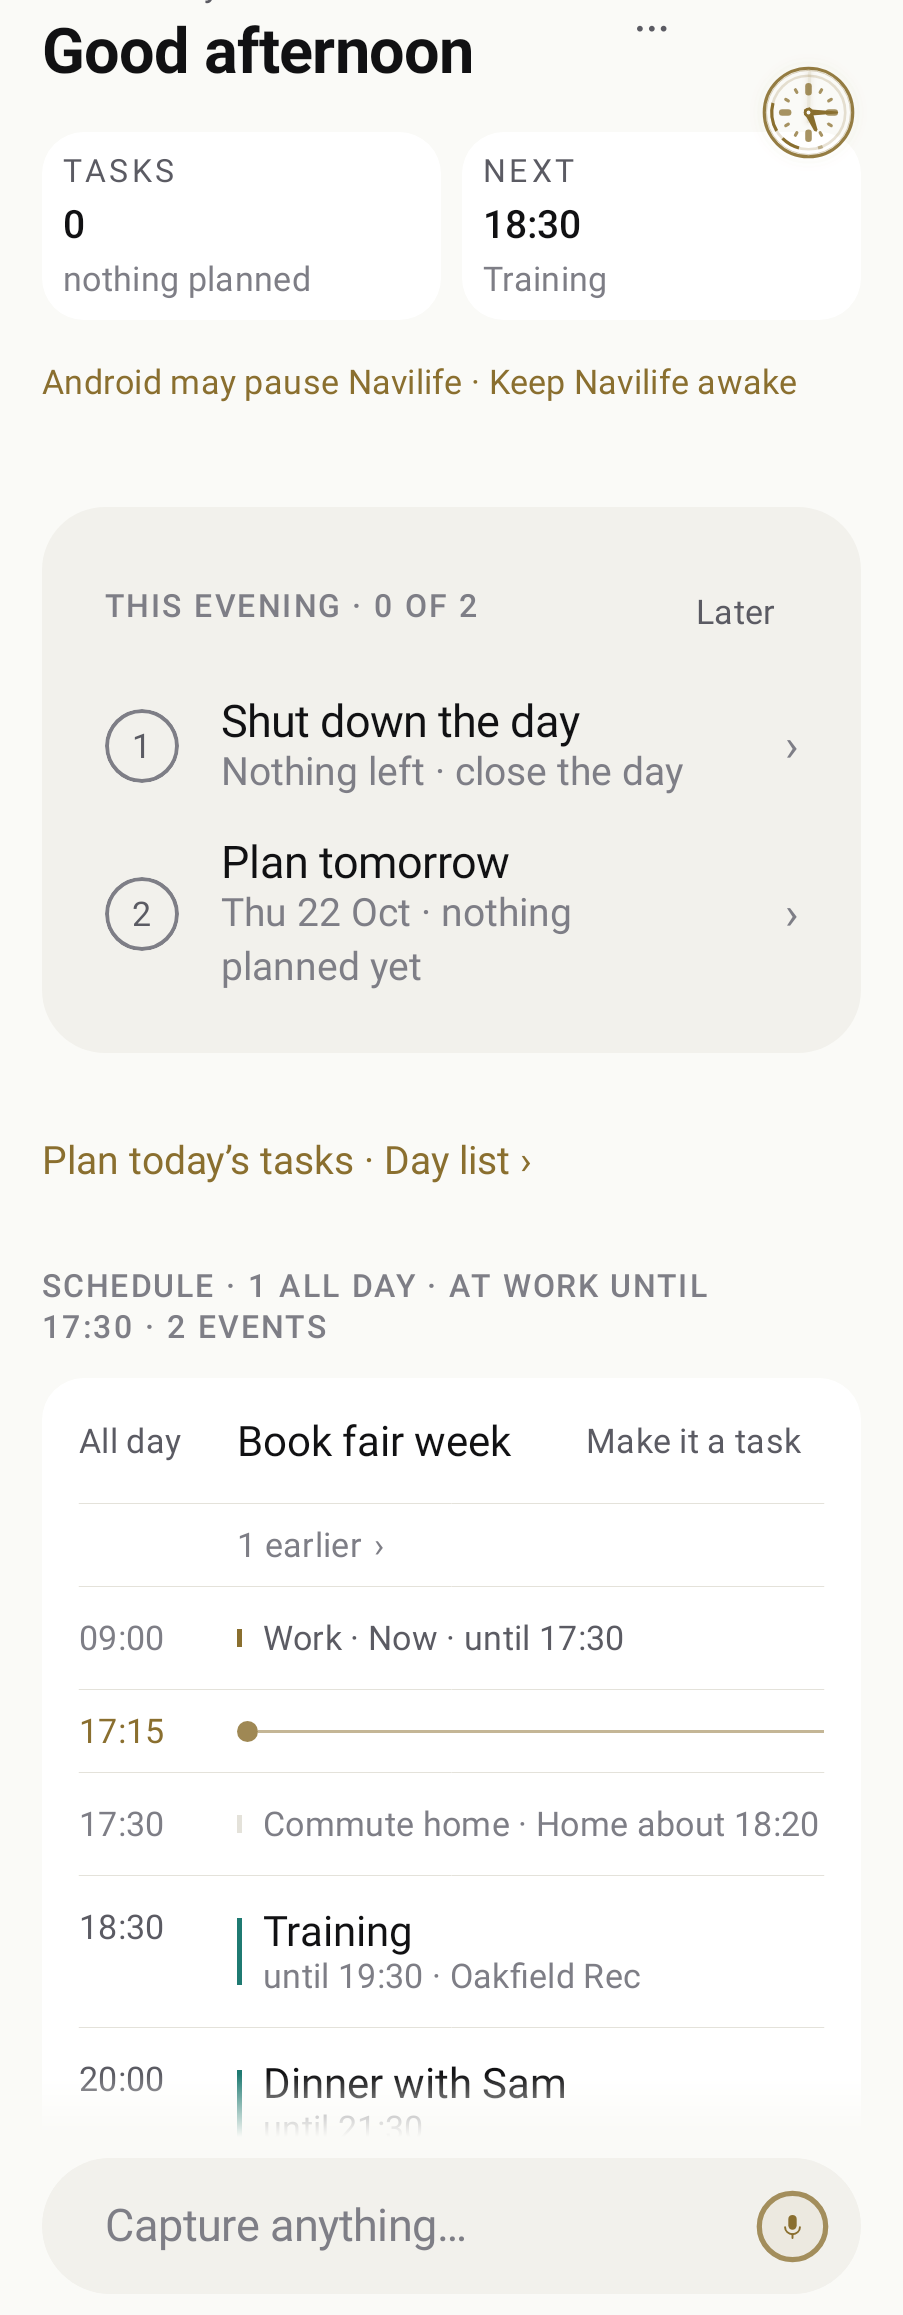 Good afternoon
...
TASKS
0
nothing planned
NEXT
18:30
Training
Android may pause Navilife · Keep Navilife awake
THIS EVENING · 0 OF 2
Later
1
Shut down the day
Nothing left · close the day
›
2
Plan tomorrow
Thu 22 Oct · nothing
planned yet
›
Plan today’s tasks · Day list ›
SCHEDULE · 1 ALL DAY · AT WORK UNTIL
17:30 · 2 EVENTS
All day
Book fair week
Make it a task
1 earlier ›
09:00
Work · Now · until 17:30
17:15
17:30
Commute home · Home about 18:20
18:30
Training
until 19:30 · Oakfield Rec
20:00
Dinner with Sam
until 21:30
Capture anything...